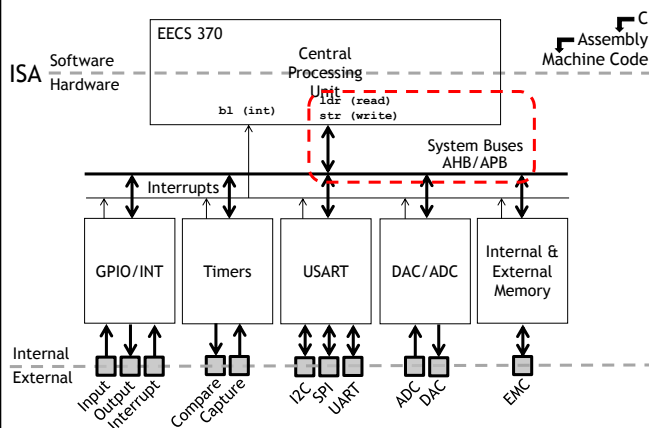 EECS 370
C
Assembly
Machine Code
Software
ISA
Hardware
Central
Processing
Unit
ldr (read)
str (write)
bl (int)
System Buses
AHB/APB
Interrupts
GPIO/INT
Timers
USART
DAC/ADC
Internal &
External
Memory
Internal
External
Input
Output
Interrupt
Compare
Capture
I2C
SPI
UART
ADC
DAC
EMC